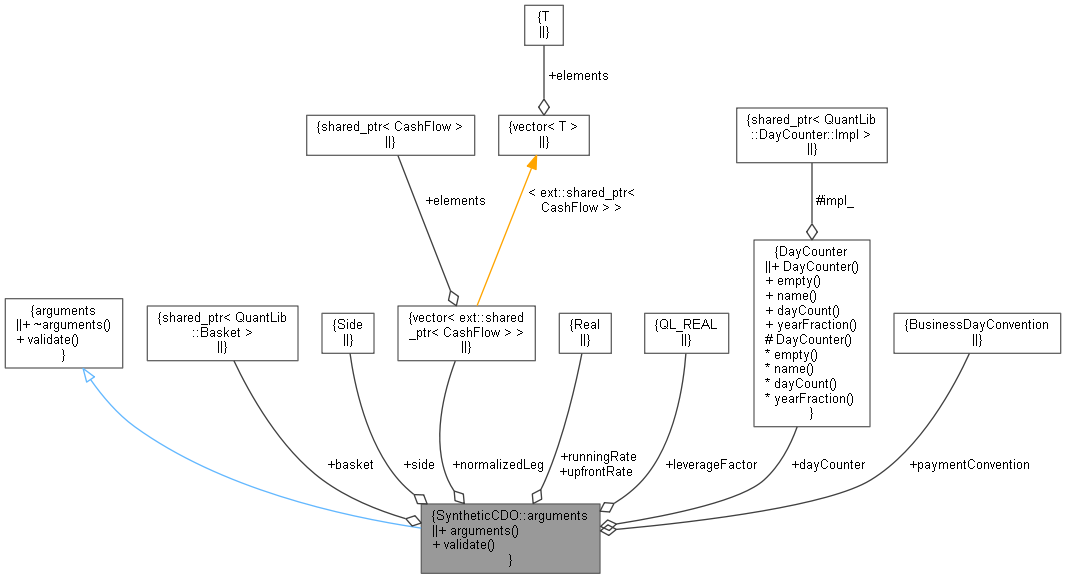 {T
||}
+elements
{shared_ptr< CashFlow >
||}
{vector< T >
||}
{shared_ptr< QuantLib
::DayCounter::Impl >
||}
+elements
< ext::shared_ptr<
CashFlow > >
#impl_
{arguments
||+ ~arguments()
+ validate()
}
{shared_ptr< QuantLib
::Basket >
||}
{Side
||}
{vector< ext::shared
_ptr< CashFlow > >
||}
{Real
||}
{QL_REAL
||}
{DayCounter
||+ DayCounter()
+ empty()
+ name()
+ dayCount()
+ yearFraction()
# DayCounter()
* empty()
* name()
* dayCount()
* yearFraction()
}
{BusinessDayConvention
||}
+basket
+side
+normalizedLeg
+runningRate
+upfrontRate
+leverageFactor
+dayCounter
+paymentConvention
{SyntheticCDO::arguments
||+ arguments()
+ validate()
}